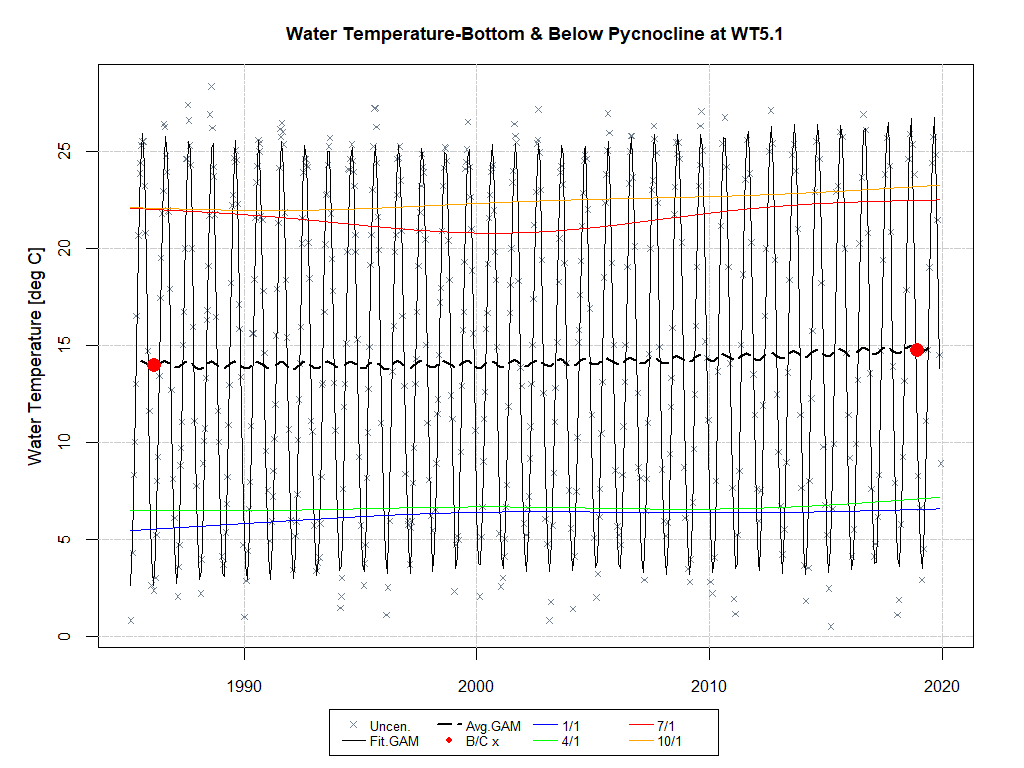 Water Temperature-Bottom & Below Pycnocline at WT5.1
Water Temperature [deg C]
25
20
15
10
5
0
1990 2000 2010 2020
Uncen. Avg.GAM 1/1 7/1
Fit.GAM B/C x 4/1 10/1